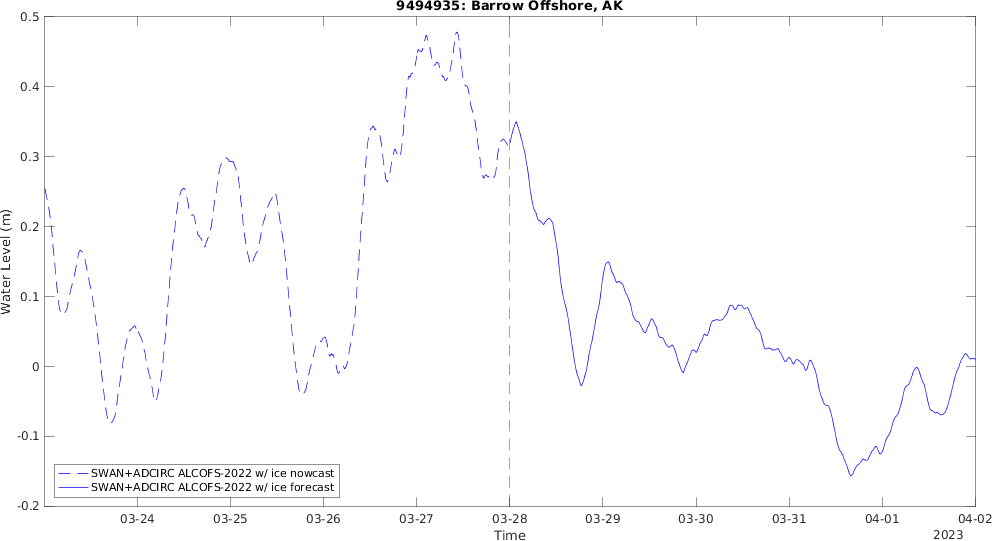 9494935: Barrow Offshore, AK
Water Level (m)
0.5
0.4
0.3
0.2
0.1
0
-0.1
-0.2
SWAN+ADCIRC ALCOFS-2022 w/ ice nowcast
SWAN+ADCIRC ALCOFS-2022 w/ ice forecast
03-24 03-25 03-26 03-27 03-28 03-29 03-30 03-31 04-01 04-02
Time
2023